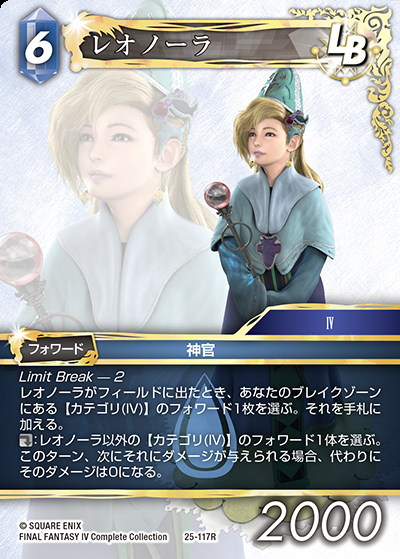 6
レオノーラ
LB
IV
フォワード
神官
Limit Break — 2
レオノーラがフィールドに出たとき、あなたのブレイクゾーン
にある【カテゴリ(IV)】のフォワード1枚を選ぶ。それを手札に
加える。
:レオノーラ以外の【カテゴリ(IV)】のフォワード1体を選ぶ。
このターン、次にそれにダメージが与えられる場合、代わりに
そのダメージは0になる。
© SQUARE ENIX
FINAL FANTASY IV Complete Collection
25-117R
2000